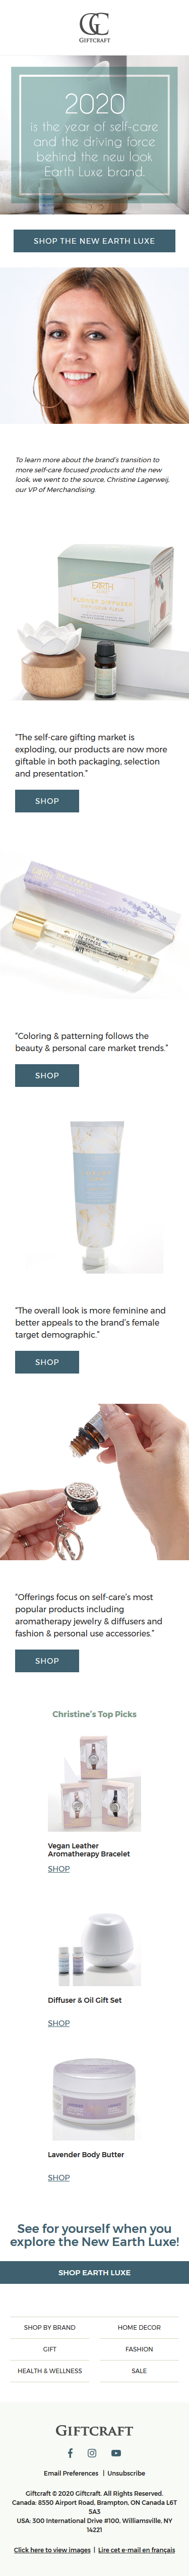 GC
GIFTCRAFT
2020
is the year of self-care
and the driving force
behind the new look
Earth Luxe brand.
SHOP THE NEW EARTH LUXE
To learn more about the brand's transition to
more self-care focused products and the new
look, we went to the source, Christine Lagerweij,
our VP of Merchandising.
EARTH
"The self-care gifting market is
exploding, our products are now more
giftable in both packaging, selection
and presentation."
SHOP
"Coloring & patterning follows the
beauty & personal care market trends."
SHOP
"The overall look is more feminine and
better appeals to the brand's female
target demographic."
SHOP
"Offerings focus on self-care's most
popular products including
aromatherapy jewelry & diffusers and
fashion & personal use accessories."
SHOP
Christine's Top Picks
Vegan Leather
Aromatherapy Bracelet
SHOP
Diffuser & Oil Gift Set
SHOP
Lavender Body Butter
SHOP
See for yourself when you
explore the New Earth Luxe!
SHOP EARTH LUXE
SHOP BY BRAND HOME DECOR
GIFT FASHION
HEALTH & WELLNESS SALE
GIFTCRAFT
Email Preferences | Unsubscribe
Giftcraft © 2020 Giftcraft. All Rights Reserved.
Canada: 8550 Airport Road, Brampton, ON Canada L6T
5A3
USA: 300 International Drive #100, Williamsville, NY
14221
Click here to view images | Lire cet e-mail en français